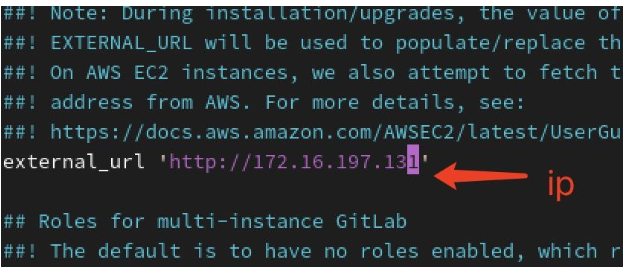 ##! Note: During installation/upgrades, the value of
##! EXTERNAL_URL will be used to populate/replace th
##! On AWS EC2 instances, we also attempt to fetch t
##! address from AWS. For more details, see:
##! https://docs.aws.amazon.com/AWSEC2/latest/UserGu
external_url 'http://172.16.197.131'
ip
## Roles for multi-instance GitLab
##! The default is to have no roles enabled, which r